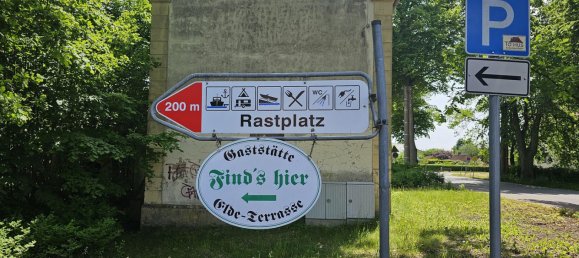 P
200 m
WC
Rastplatz
Gaststätte
Find's hier
Elde-Terrasse